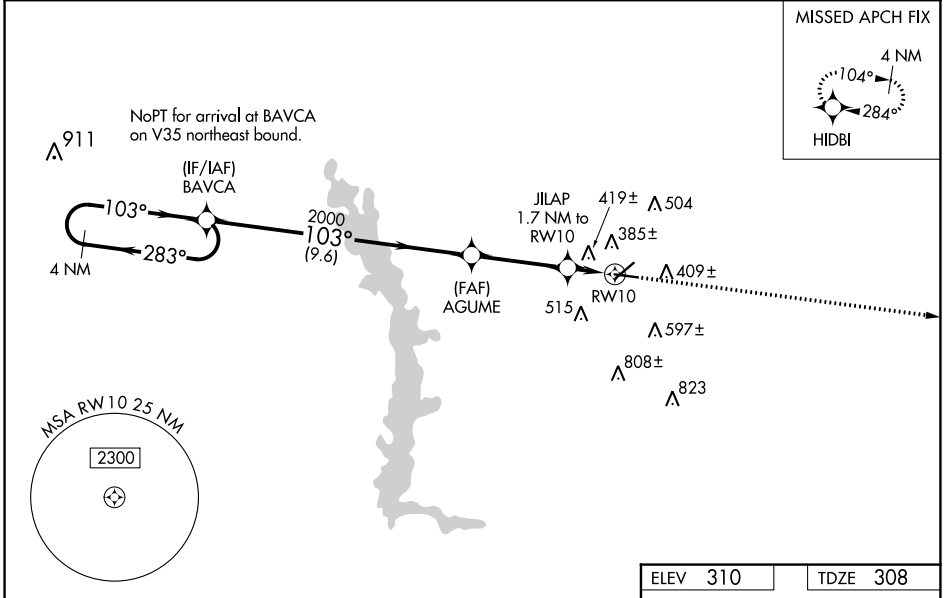 MISSED APCH FIX
4 NM
104°
284°
HIDBI
NoPT for arrival at BAVCA
on V35 northeast bound.
911
(IF/IAF)
BAVCA
103°
283°
4 NM
2000
103°
(9.6)
(FAF)
AGUME
JILAP
1.7 NM to
RW10
419±
504
385±
409±
RW10
515
597±
808±
823
MSA RW10 25 NM
2300
ELEV 310
TDZE 308